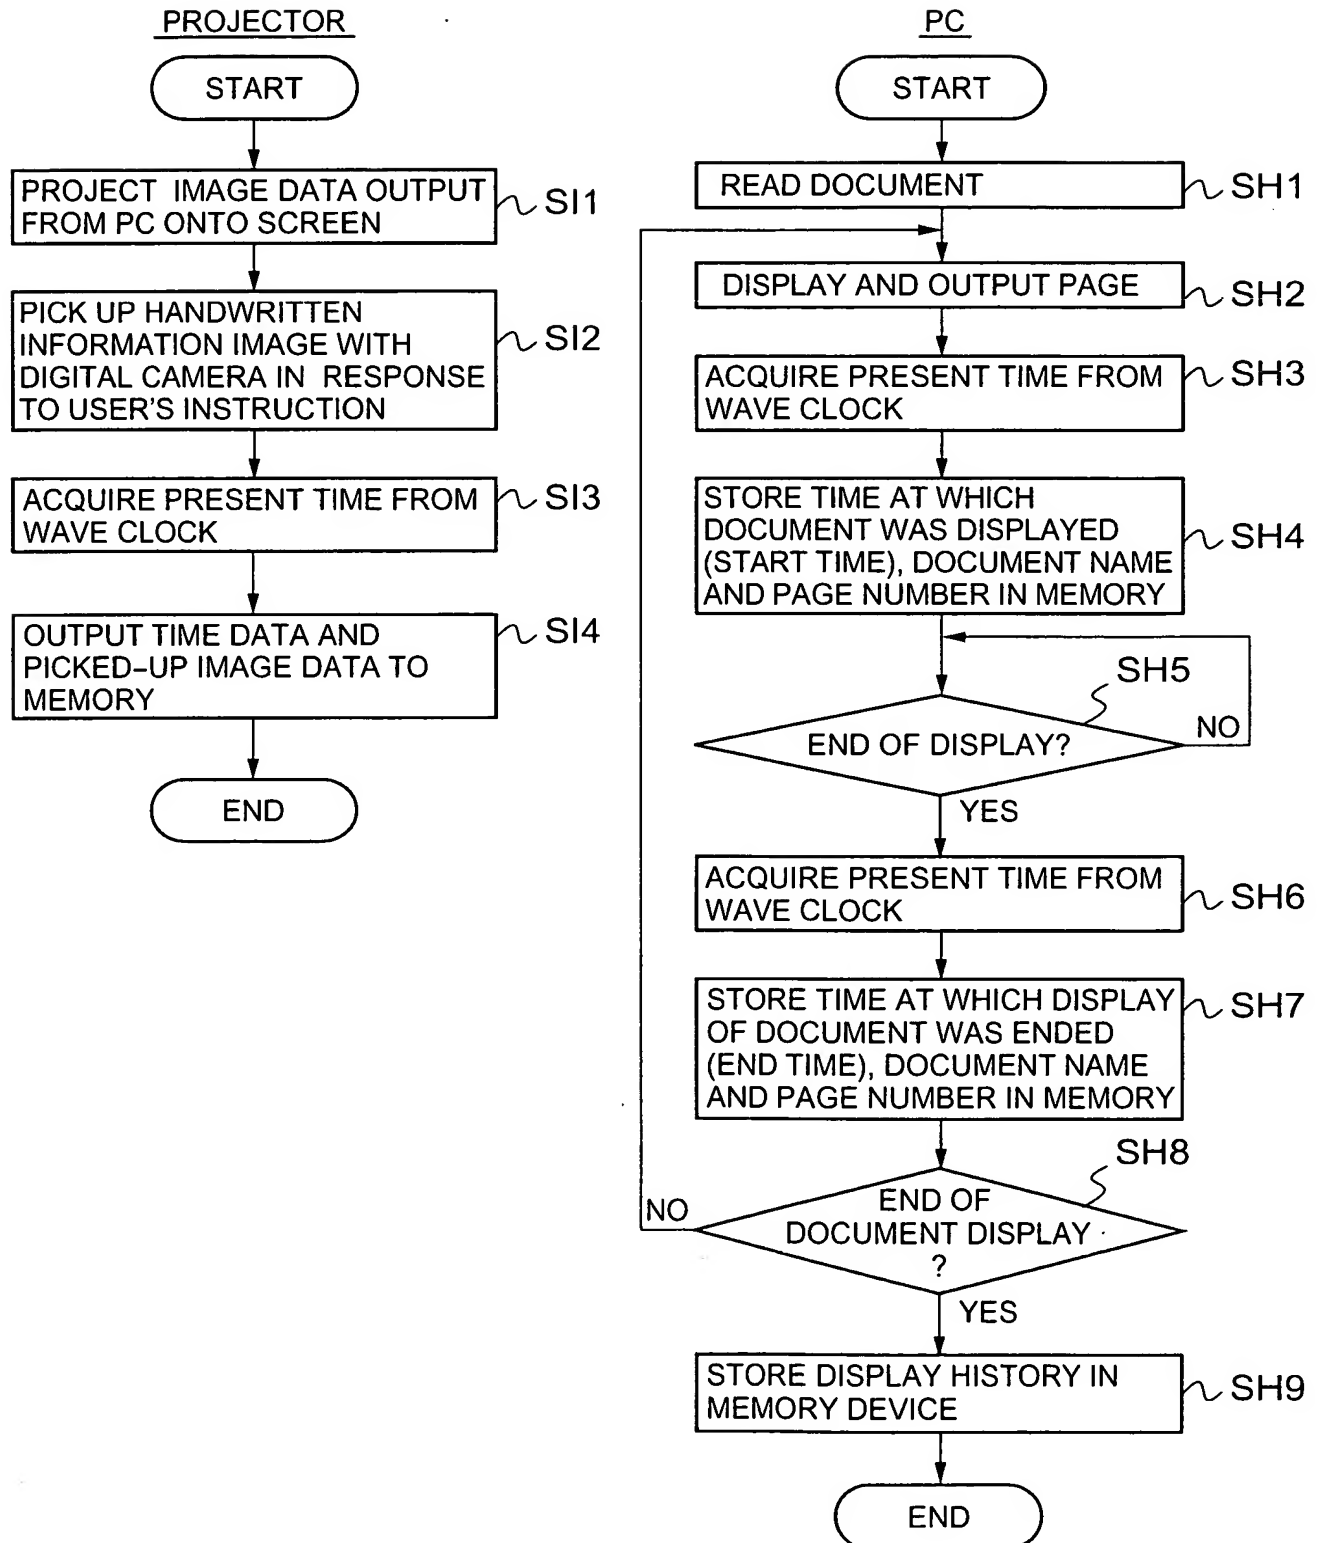 PROJECTOR
START
PROJECT IMAGE DATA OUTPUT
FROM PC ONTO SCREEN
SI1
PICK UP HANDWRITTEN
INFORMATION IMAGE WITH
DIGITAL CAMERA IN RESPONSE
TO USER'S INSTRUCTION
SI2
ACQUIRE PRESENT TIME FROM
WAVE CLOCK
SI3
OUTPUT TIME DATA AND
PICKED-UP IMAGE DATA TO
MEMORY
SI4
END
PC
START
READ DOCUMENT
SH1
DISPLAY AND OUTPUT PAGE
SH2
ACQUIRE PRESENT TIME FROM
WAVE CLOCK
SH3
STORE TIME AT WHICH
DOCUMENT WAS DISPLAYED
(START TIME), DOCUMENT NAME
AND PAGE NUMBER IN MEMORY
SH4
SH5
END OF DISPLAY?
NO
YES
ACQUIRE PRESENT TIME FROM
WAVE CLOCK
SH6
STORE TIME AT WHICH DISPLAY
OF DOCUMENT WAS ENDED
(END TIME), DOCUMENT NAME
AND PAGE NUMBER IN MEMORY
SH7
SH8
END OF
DOCUMENT DISPLAY
?
NO
YES
STORE DISPLAY HISTORY IN
MEMORY DEVICE
SH9
END